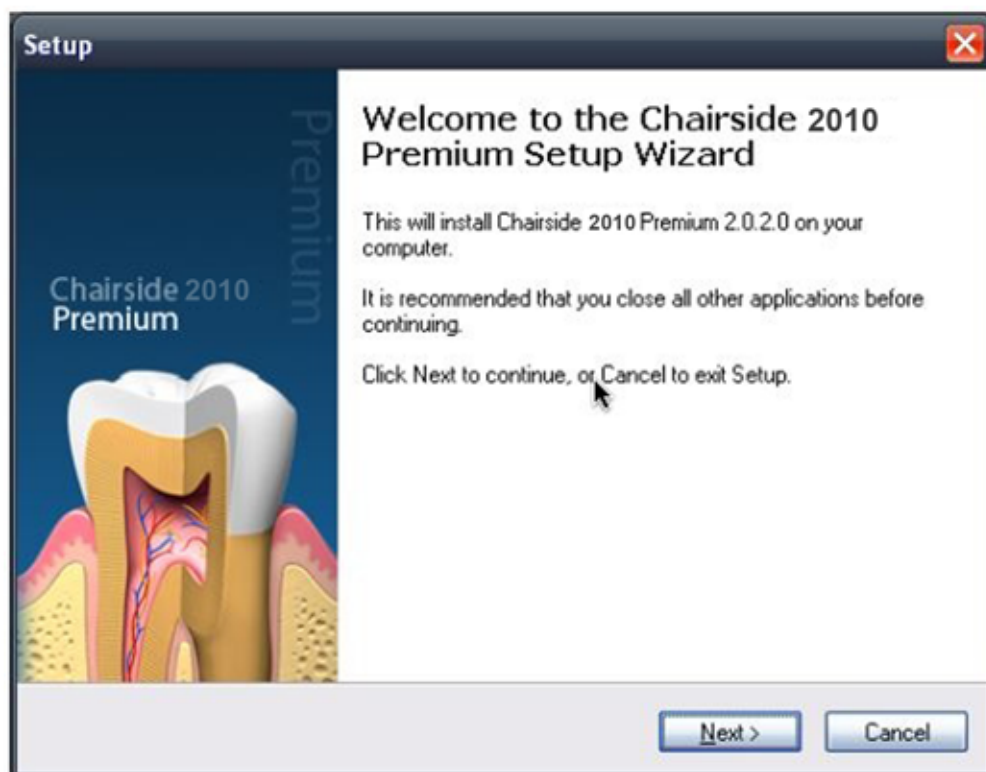 Setup
Premium
Chairside 2010
Premium
Welcome to the Chairside 2010
Premium Setup Wizard
This will install Chairside 2010 Premium 2.0.2.0 on your
computer.
It is recommended that you close all other applications before
continuing.
Click Next to continue, or Cancel to exit Setup.
Next >
Cancel